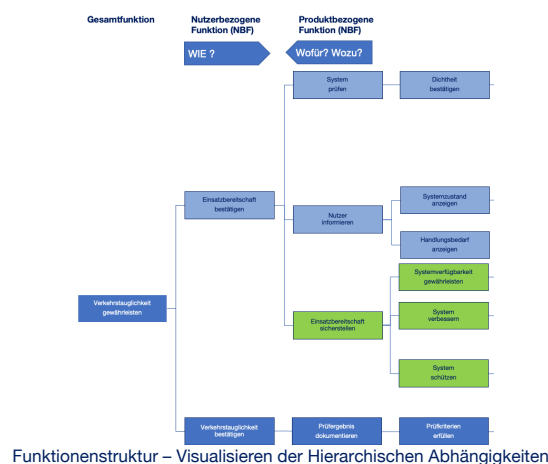 Gesamtfunktion
Nutzerbezogene
Funktion (NBF)
Produktbezogene
Funktion (NBF)
WIE ?
Wofür? Wozu?
System
prüfen
Dichtheit
bestätigen
Einsatzbereitschaft
bestätigen
Nutzer
informieren
Systemzustand
anzeigen
Handlungsbedarf
anzeigen
Systemverfügbarkeit
gewährleisten
Verkehrstauglichkeit
gewährleisten
Einsatzbereitschaft
sicherstellen
System
verbessern
System
schützen
Verkehrstauglichkeit
bestätigen
Prüfergebnis
dokumentieren
Prüfkriterien
erfüllen
Funktionenstruktur – Visualisieren der Hierarchischen Abhängigkeiten